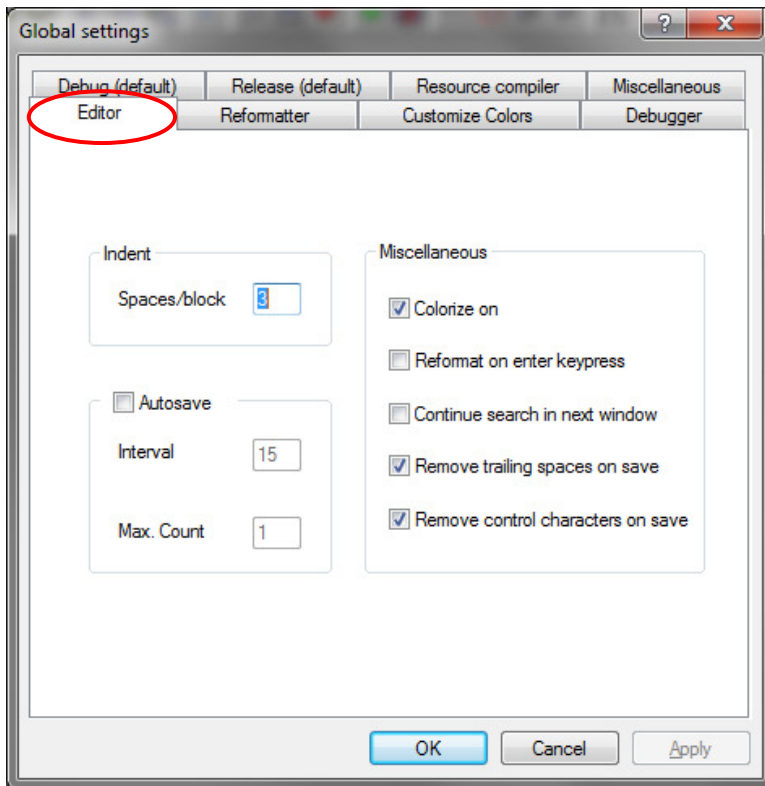 Global settings
?
X
Debug (default) Release (default) Resource compiler Miscellaneous
Editor Reformatter Customize Colors Debugger
Indent
Spaces/block 3
Autosave
Interval 15
Max. Count 1
Miscellaneous
Colorize on
Reformat on enter keypress
Continue search in next window
Remove trailing spaces on save
Remove control characters on save
OK Cancel Apply